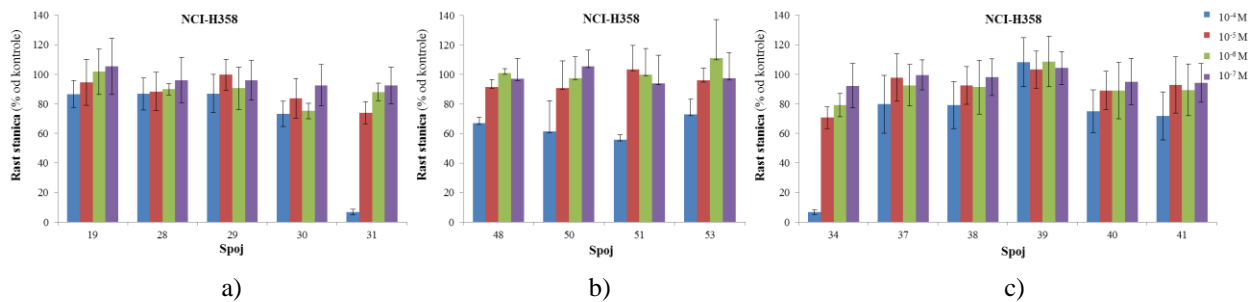 NCI-H358
Rast stanica (% od kontrole)
140
120
100
80
60
40
20
0
19 28 29 30 31
Spoj
a)
NCI-H358
Rast stanica (% od kontrole)
140
120
100
80
60
40
20
0
48 50 51 53
Spoj
b)
NCI-H358
Rast stanica (% od kontrole)
140
120
100
80
60
40
20
0
34 37 38 39 40 41
Spoj
c)
10⁻⁴ M
10⁻⁵ M
10⁻⁶ M
10⁻⁷ M